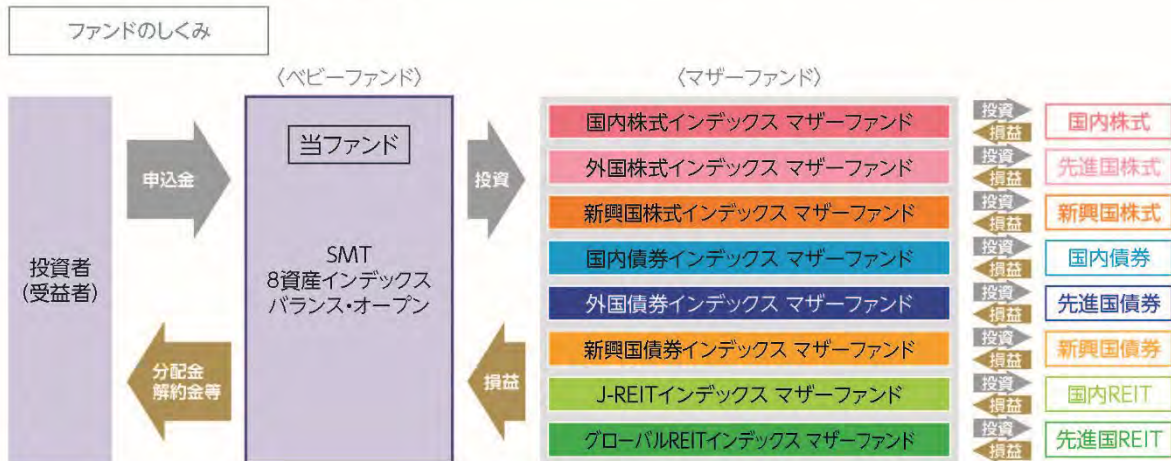 ファンドのしくみ
〈ベビーファンド〉
〈マザーファンド〉
投資者
(受益者)
申込金
分配金
解約金等
当ファンド
SMT
8資産インデックス
バランス・オープン
投資
損益
国内株式インデックス マザーファンド
投資
損益
国内株式
外国株式インデックス マザーファンド
投資
損益
先進国株式
新興国株式インデックス マザーファンド
投資
損益
新興国株式
国内債券インデックス マザーファンド
投資
損益
国内債券
外国債券インデックス マザーファンド
投資
損益
先進国債券
新興国債券インデックス マザーファンド
投資
損益
新興国債券
J-REITインデックス マザーファンド
投資
損益
国内REIT
グローバルREITインデックス マザーファンド
投資
損益
先進国REIT